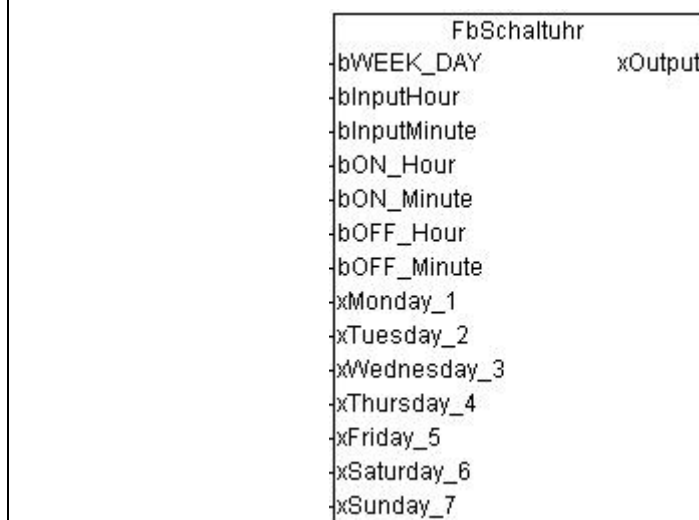 FbSchaltuhr
bWEEK_DAY xOutput
bInputHour
bInputMinute
bON_Hour
bON_Minute
bOFF_Hour
bOFF_Minute
xMonday_1
xTuesday_2
xWednesday_3
xThursday_4
xFriday_5
xSaturday_6
xSunday_7